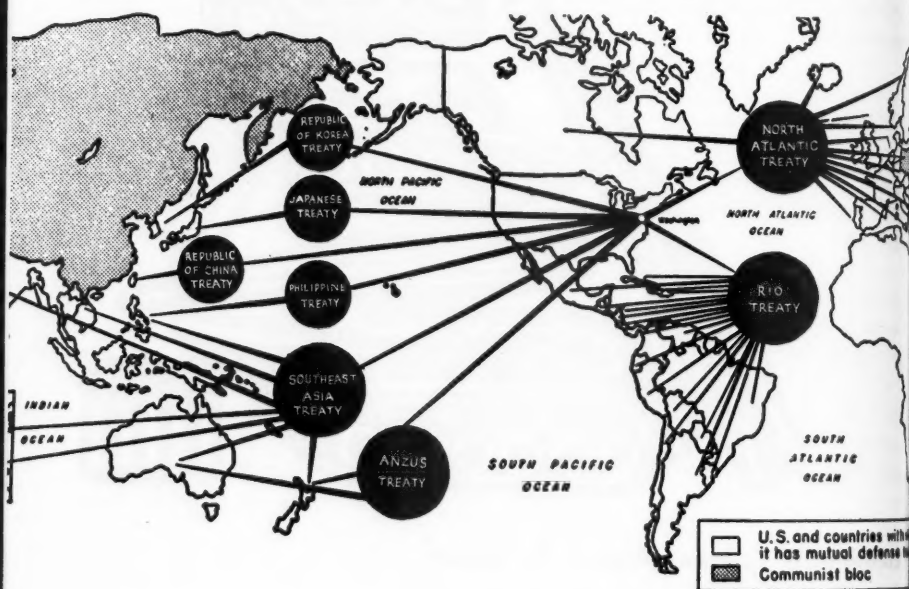 REPUBLIC
OF KOREA
TREATY
NORTH PACIFIC
OCEAN
JAPANESE
TREATY
REPUBLIC
OF CHINA
TREATY
PHILIPPINE
TREATY
SOUTHEAST
ASIA
TREATY
ANZUS
TREATY
INDIAN
OCEAN
SOUTH PACIFIC
OCEAN
Washington
NORTH
ATLANTIC
TREATY
NORTH ATLANTIC
OCEAN
RIO
TREATY
SOUTH
ATLANTIC
OCEAN
U.S. and countries with
it has mutual defense
Communist bloc